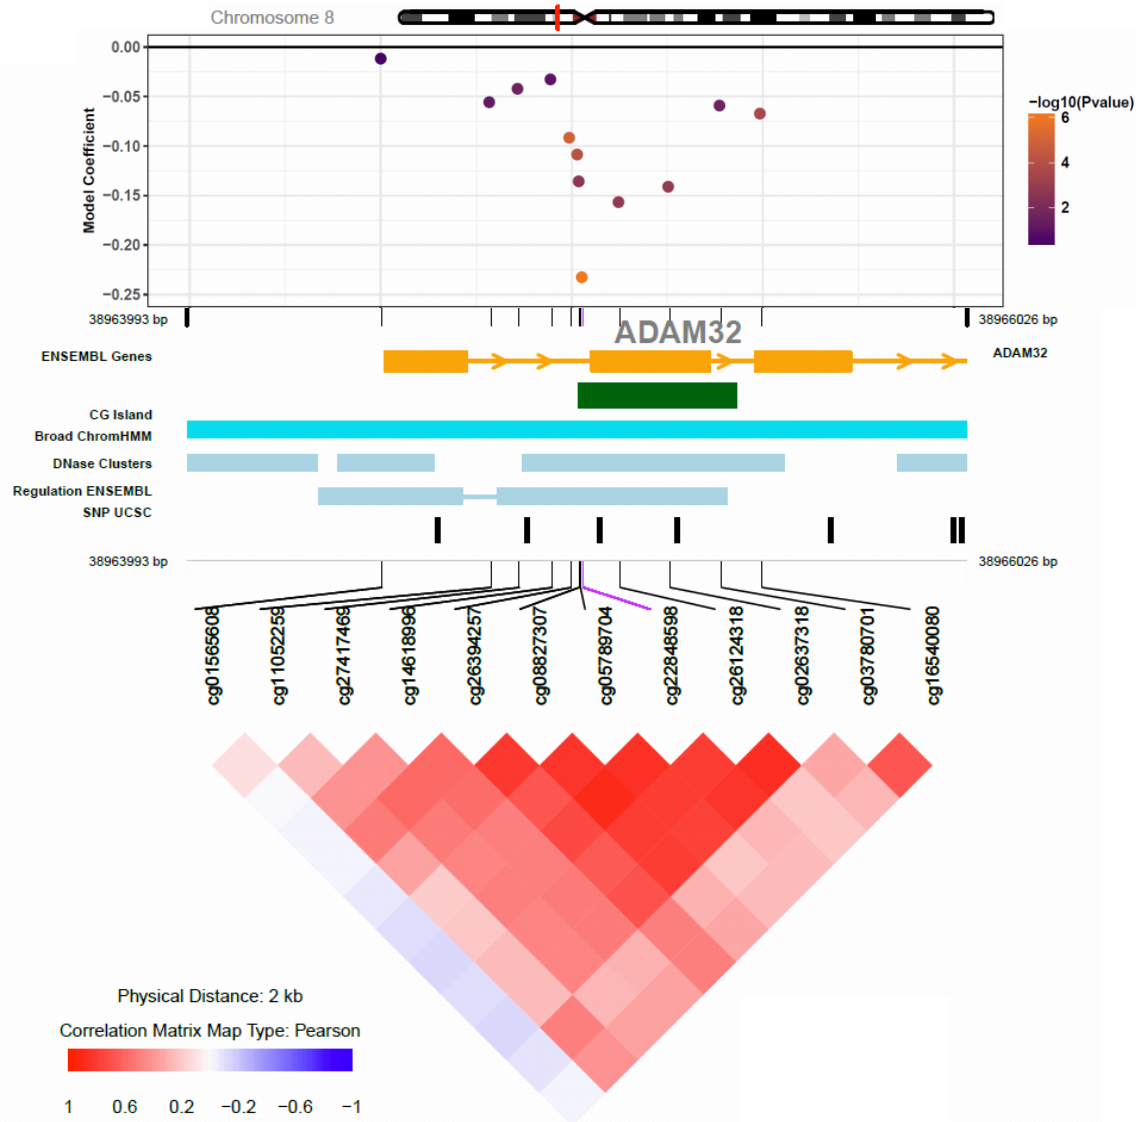 Chromosome 8
0.00
−0.05
−0.10
−0.15
−0.20
−0.25
Model Coefficient
−log10(Pvalue)
6
4
2
38963993 bp
38966026 bp
ADAM32
ENSEMBL Genes
ADAM32
CG Island
Broad ChromHMM
DNase Clusters
Regulation ENSEMBL
SNP UCSC
38963993 bp
38966026 bp
cg01565608
cg11052259
cg27417469
cg14618996
cg26394257
cg08827307
cg05789704
cg22848598
cg26124318
cg02637318
cg03780701
cg16540080
Physical Distance: 2 kb
Correlation Matrix Map Type: Pearson
1 0.6 0.2 −0.2 −0.6 −1